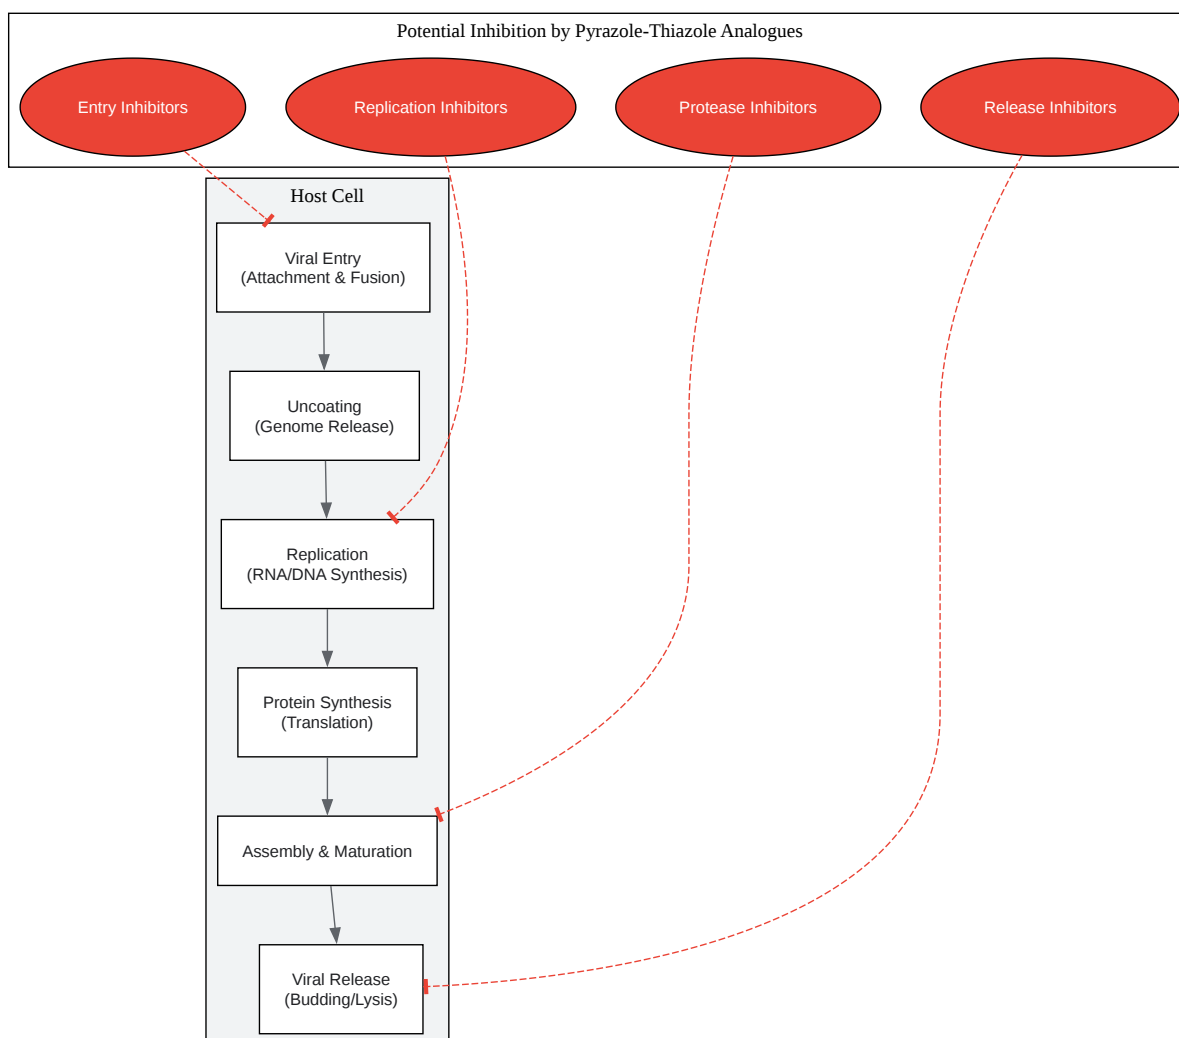 Potential Inhibition by Pyrazole-Thiazole Analogues
Entry Inhibitors
Replication Inhibitors
Protease Inhibitors
Release Inhibitors
Host Cell
Viral Entry
(Attachment & Fusion)
Uncoating
(Genome Release)
Replication
(RNA/DNA Synthesis)
Protein Synthesis
(Translation)
Assembly & Maturation
Viral Release
(Budding/Lysis)